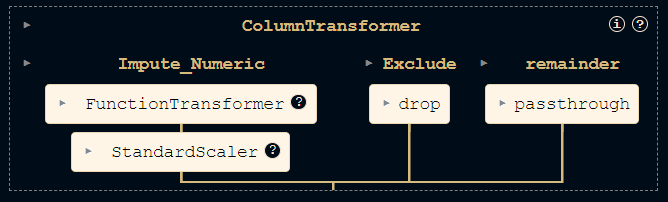 ColumnTransformer i ?
Impute_Numeric Exclude remainder
FunctionTransformer ? drop passthrough
StandardScaler ?